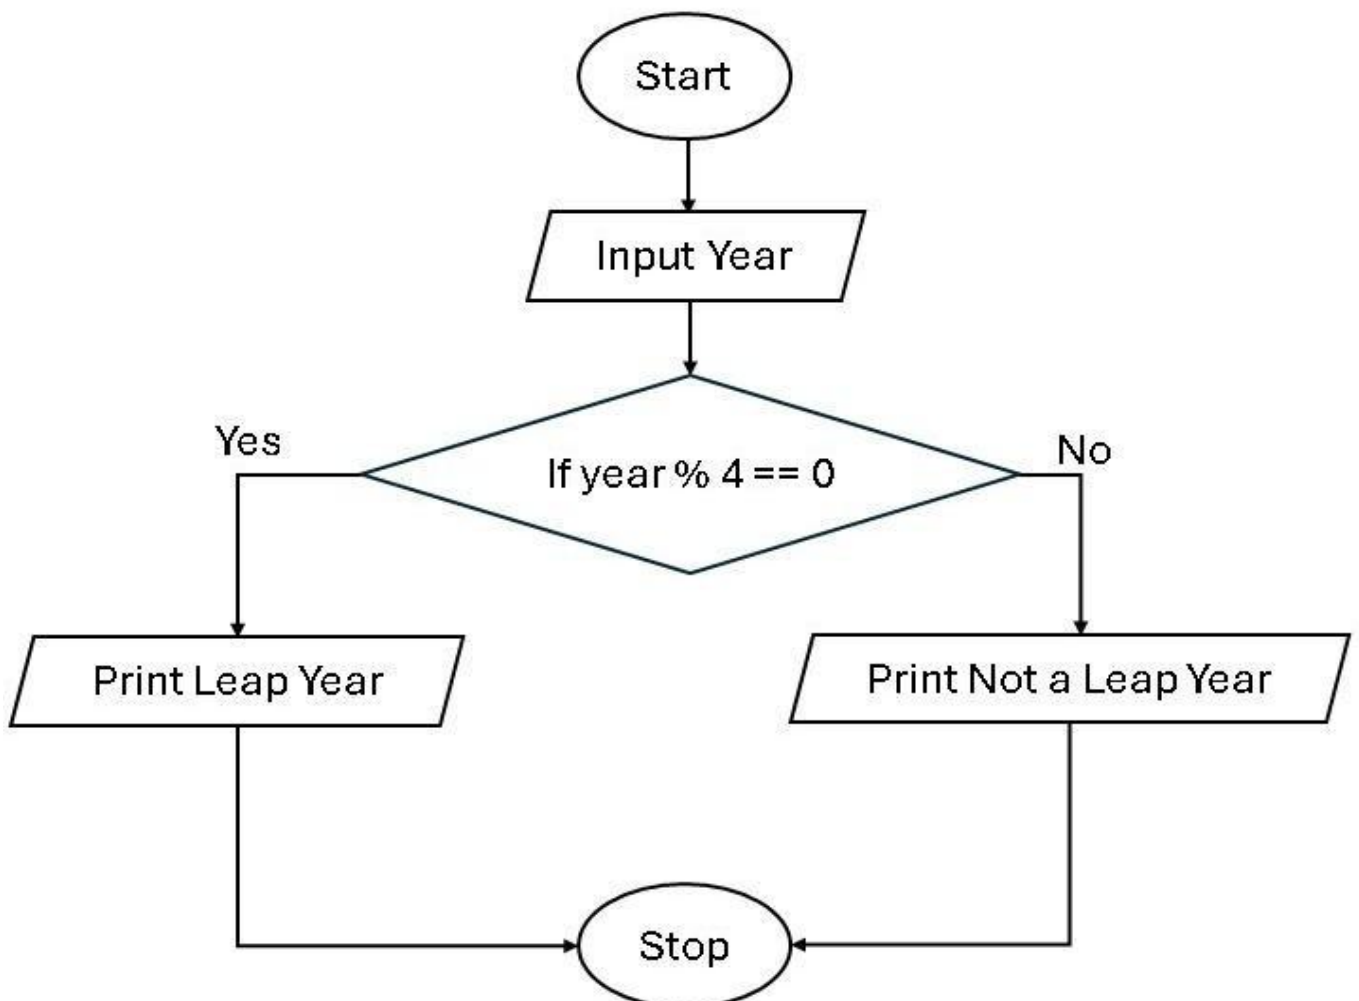 Start
Input Year
Yes
If year % 4 == 0
No
Print Leap Year
Print Not a Leap Year
Stop